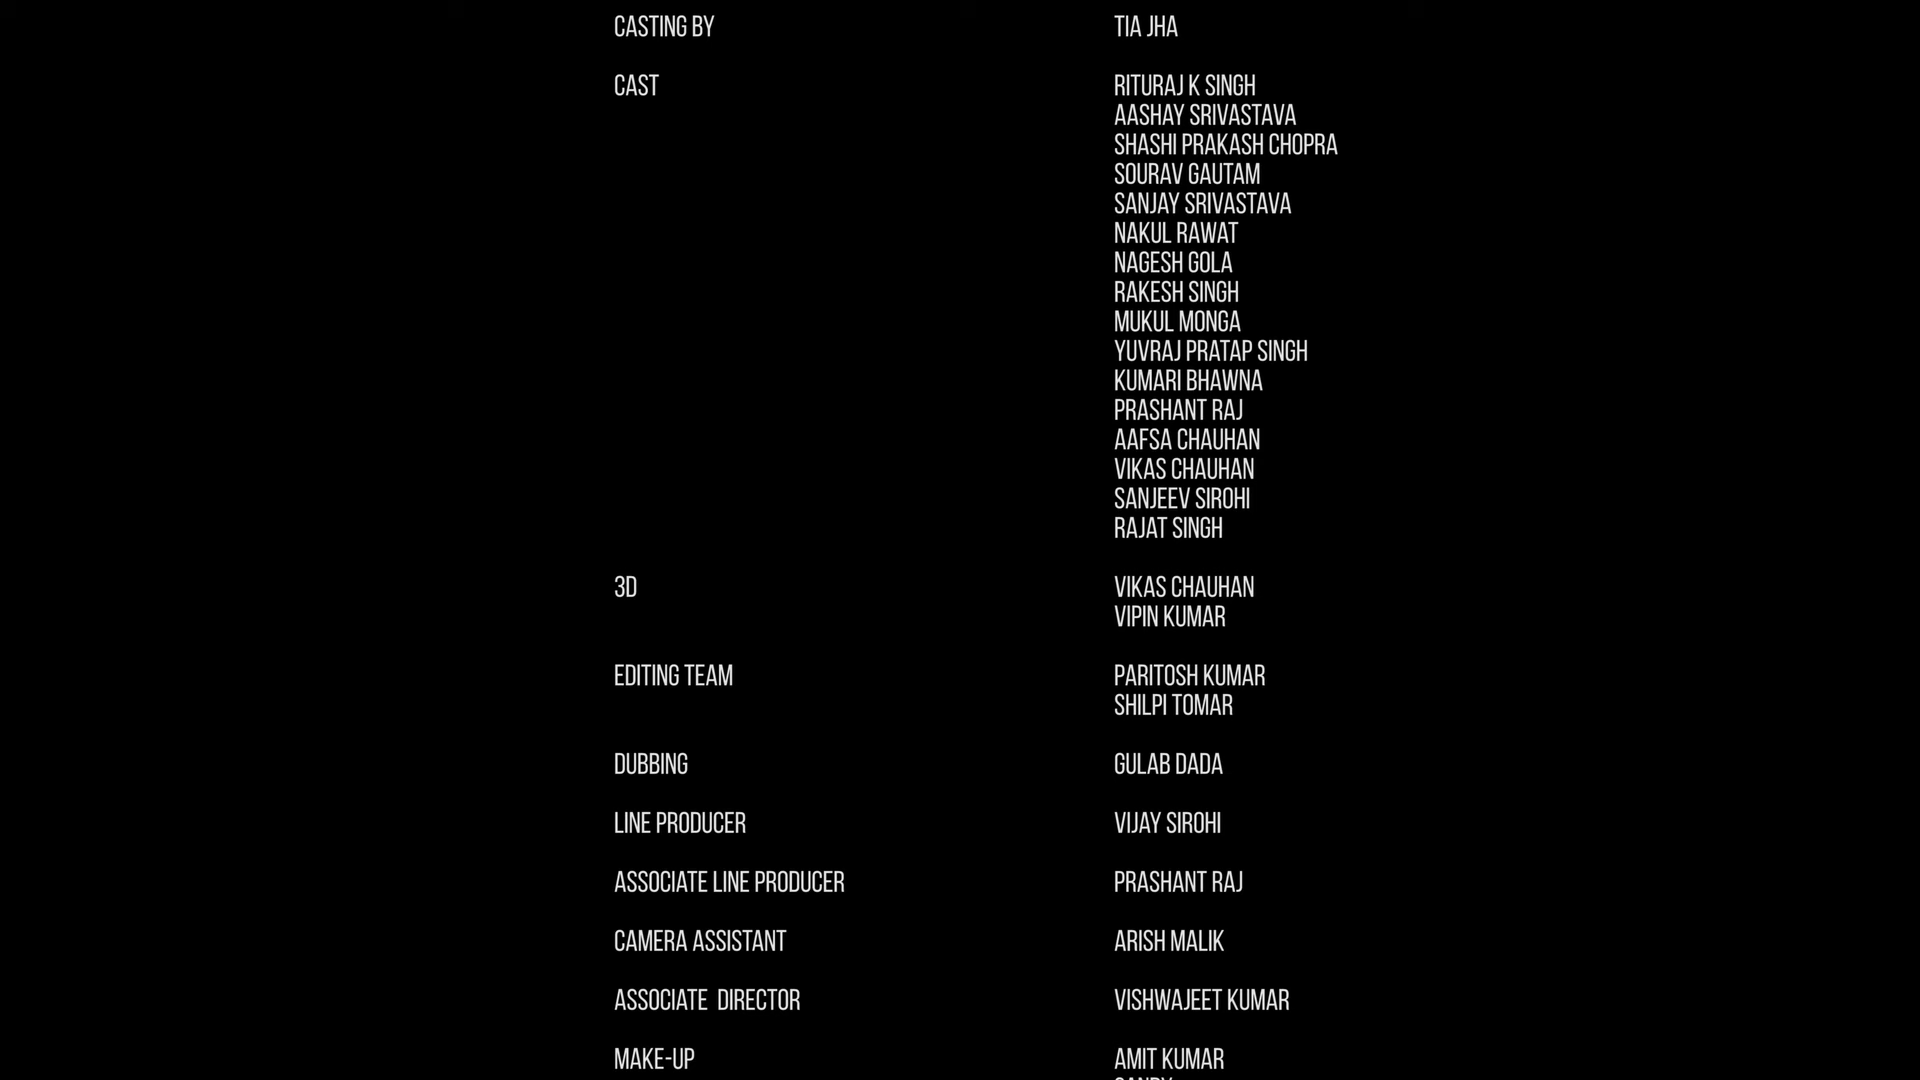 CASTING BY TIA JHA
CAST RITURAJ K SINGH
AASHAY SRIVASTAVA
SHASHI PRAKASH CHOPRA
SOURAV GAUTAM
SANJAY SRIVASTAVA
NAKUL RAWAT
NAGESH GOLA
RAKESH SINGH
MUKUL MONGA
YUVRAJ PRATAP SINGH
KUMARI BHAWNA
PRASHANT RAJ
AAFSA CHAUHAN
VIKAS CHAUHAN
SANJEEV SIROHI
RAJAT SINGH
3D VIKAS CHAUHAN
VIPIN KUMAR
EDITING TEAM PARITOSH KUMAR
SHILPI TOMAR
DUBBING GULAB DADA
LINE PRODUCER VIJAY SIROHI
ASSOCIATE LINE PRODUCER PRASHANT RAJ
CAMERA ASSISTANT ARISH MALIK
ASSOCIATE  DIRECTOR VISHWAJEET KUMAR
MAKE-UP AMIT KUMAR